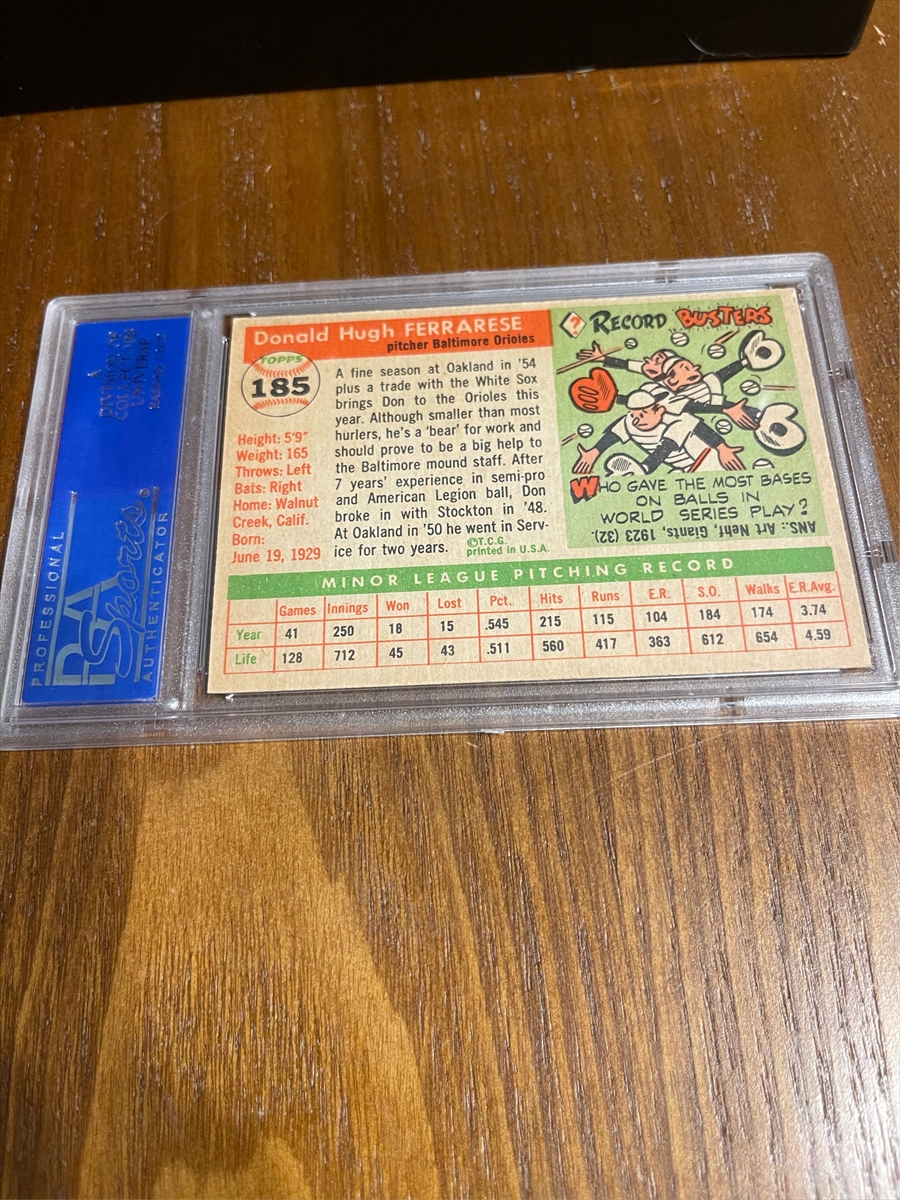 A
DIVISION OF
COLLECTORS
UNIVERSE
PROFESSIONAL
PSA
Sports®
AUTHENTICATOR
Donald Hugh FERRARESE
pitcher Baltimore Orioles
TOPPS
185
Height: 5'9"
Weight: 165
Throws: Left
Bats: Right
Home: Walnut
Creek, Calif.
Born:
June 19, 1929
A fine season at Oakland in '54
plus a trade with the White Sox
brings Don to the Orioles this
year. Although smaller than most
hurlers, he's a 'bear' for work and
should prove to be a big help to
the Baltimore mound staff. After
7 years' experience in semi-pro
and American Legion ball, Don
broke in with Stockton in '48.
At Oakland in '50 he went in Serv-
ice for two years.
©T.C.G.
printed in U.S.A.
? RECORD BUSTERS
WHO GAVE THE MOST BASES
ON BALLS IN
WORLD SERIES PLAY?
ANS.: Art Nehf, Giants, 1923 (32).
MINOR LEAGUE PITCHING RECORD
Games Innings Won Lost Pct. Hits Runs E.R. S.O. Walks E.R.Avg.
Year 41 250 18 15 .545 215 115 104 184 174 3.74
Life 128 712 45 43 .511 560 417 363 612 654 4.59